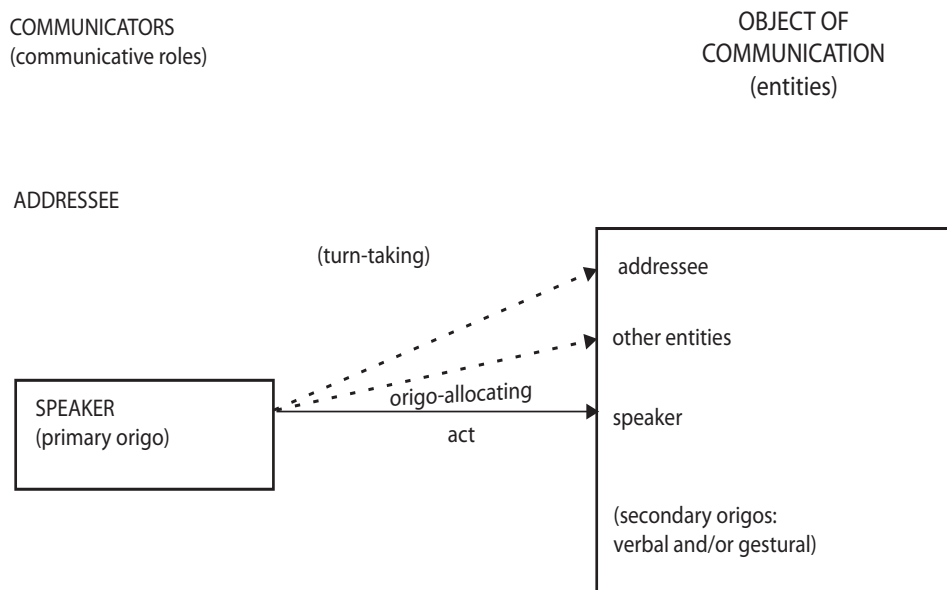 COMMUNICATORS
(communicative roles)
OBJECT OF
COMMUNICATION
(entities)
ADDRESSEE
(turn-taking)
addressee
other entities
origo-allocating
act
SPEAKER
(primary origo)
speaker
(secondary origos:
verbal and/or gestural)